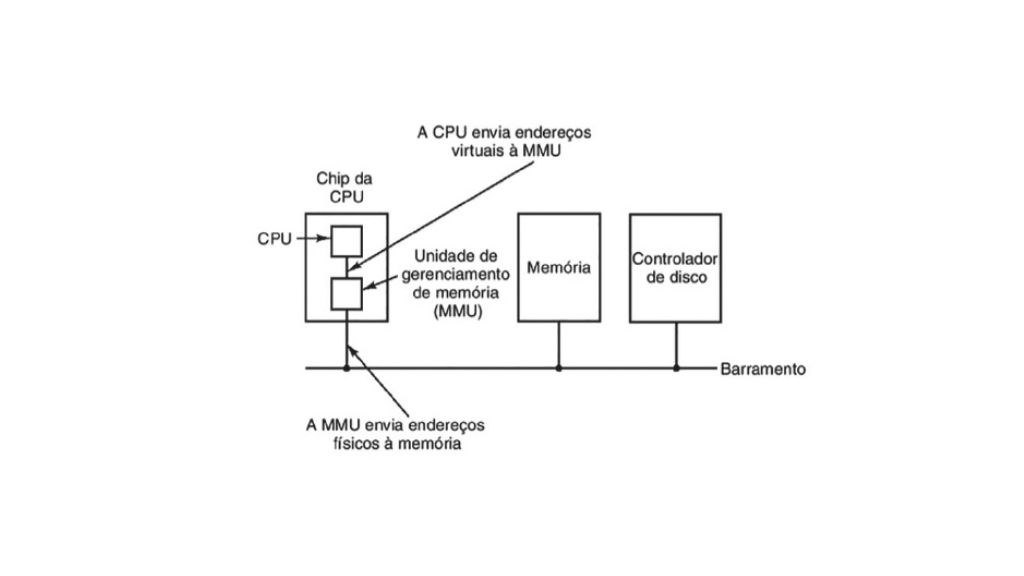 A CPU envia endereços
virtuais à MMU
Chip da
CPU
CPU
Unidade de
gerenciamento
de memória
(MMU)
Memória
Controlador
de disco
Barramento
A MMU envia endereços
físicos à memória